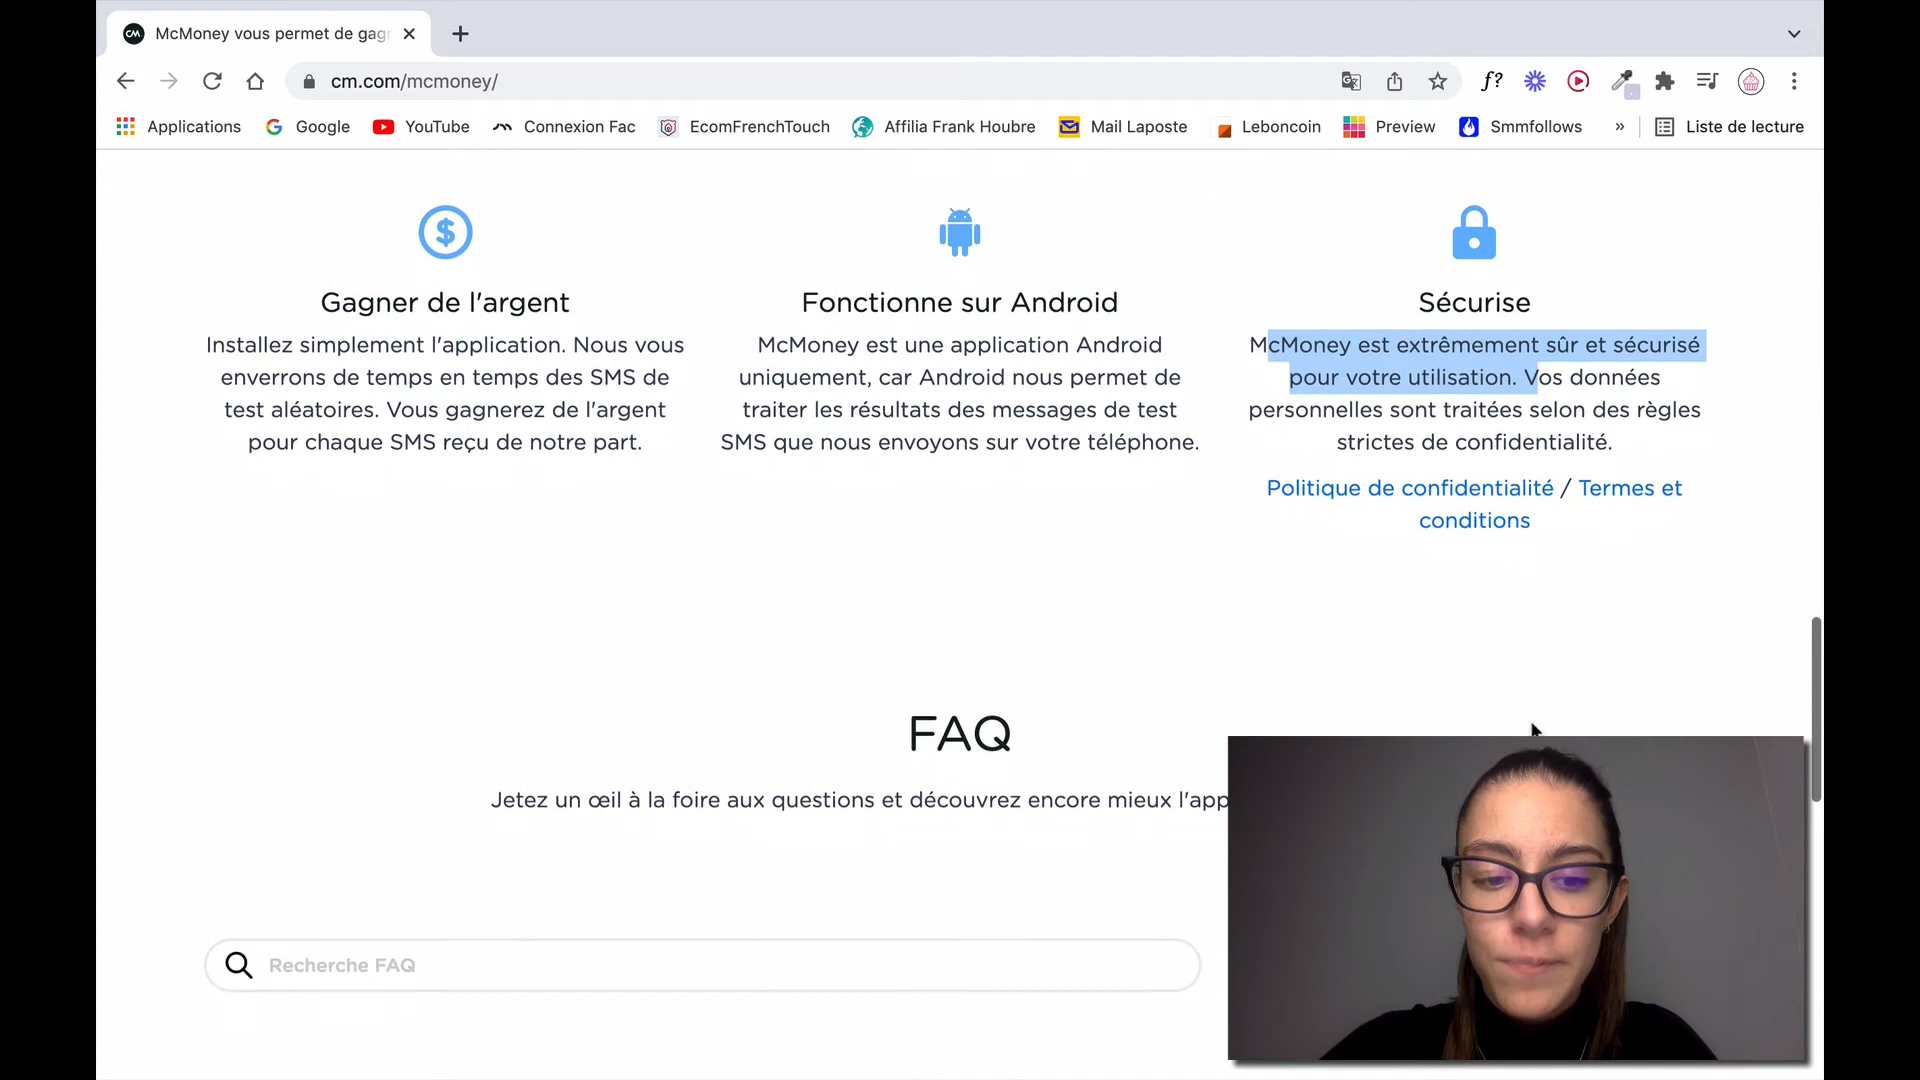 McMoney vous permet de gag
cm.com/mcmoney/
f?
Applications
Google
YouTube
Connexion Fac
EcomFrenchTouch
Affilia Frank Houbre
Mail Laposte
Leboncoin
Preview
Smmfollows
»
Liste de lecture
Gagner de l'argent
Installez simplement l'application. Nous vous
enverrons de temps en temps des SMS de
test aléatoires. Vous gagnerez de l'argent
pour chaque SMS reçu de notre part.
Fonctionne sur Android
McMoney est une application Android
uniquement, car Android nous permet de
traiter les résultats des messages de test
SMS que nous envoyons sur votre téléphone.
Sécurise
McMoney est extrêmement sûr et sécurisé
pour votre utilisation. Vos données
personnelles sont traitées selon des règles
strictes de confidentialité.
Politique de confidentialité / Termes et
conditions
FAQ
Jetez un œil à la foire aux questions et découvrez encore mieux l'app
Recherche FAQ